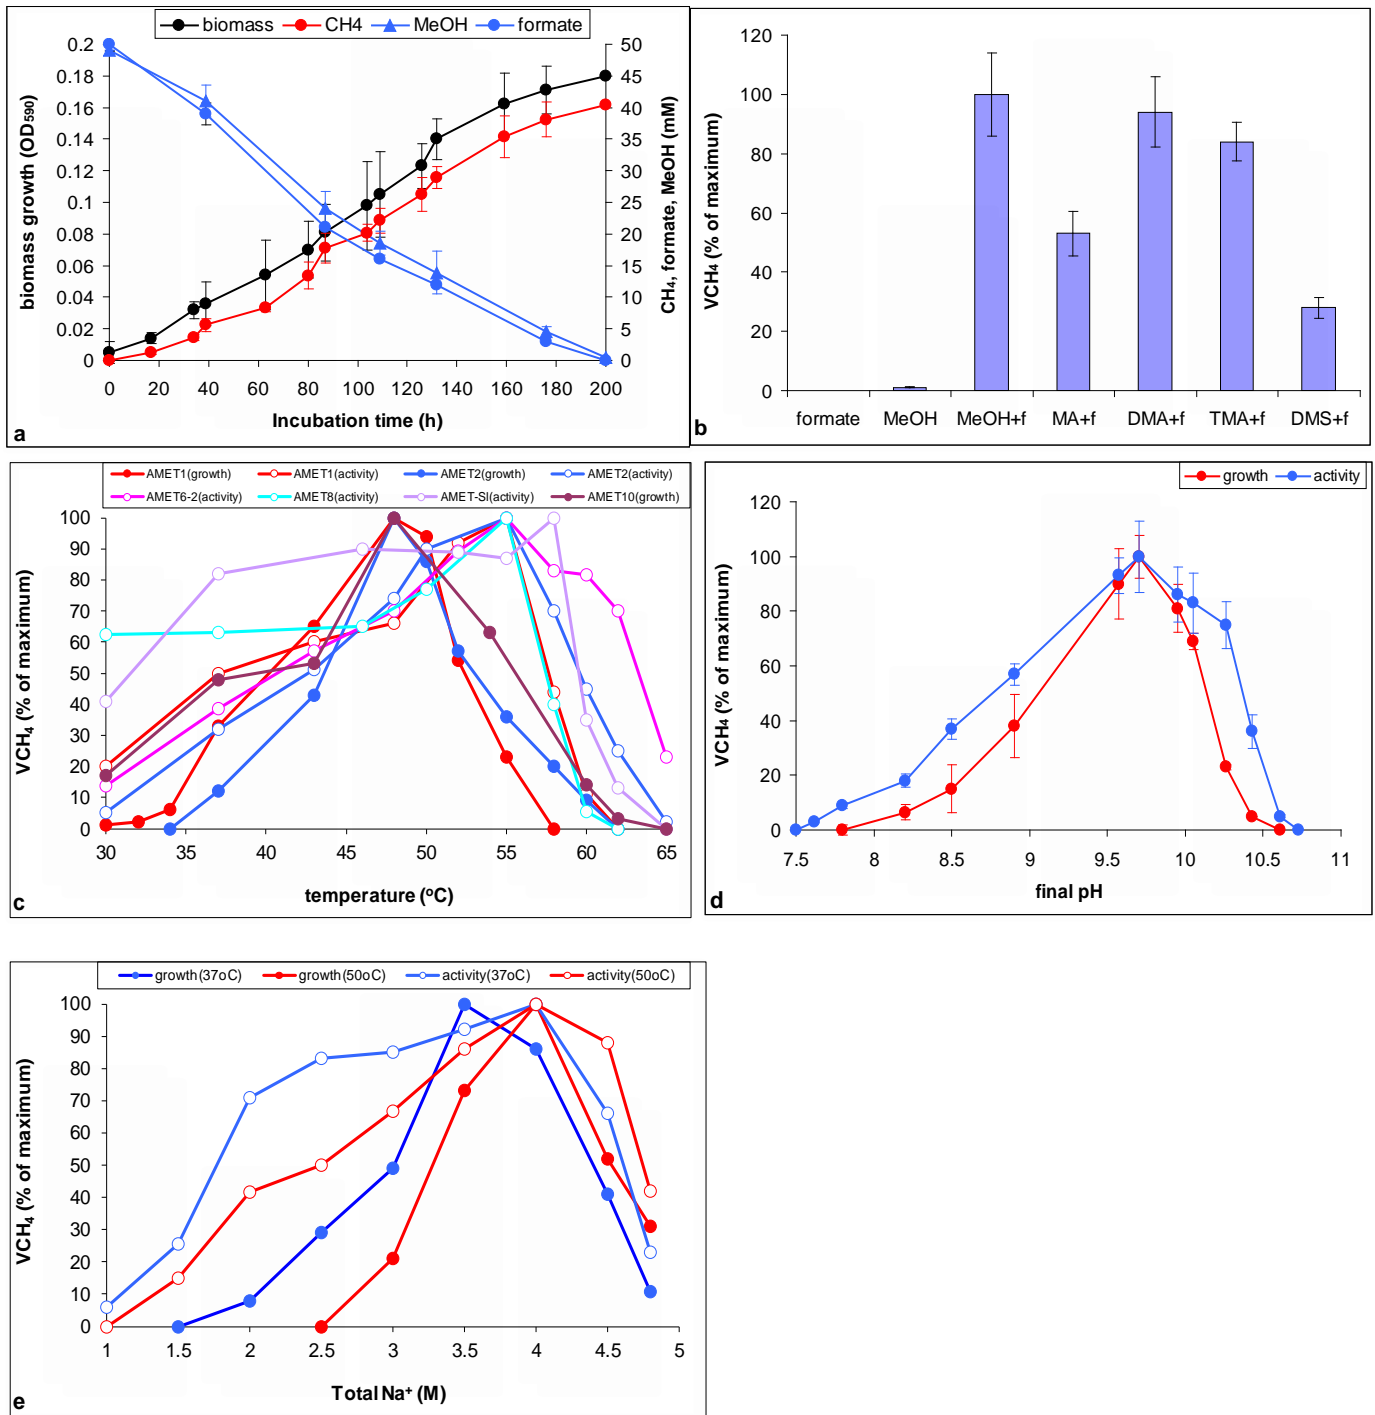 biomass CH4 MeOH formate
0.2
0.18
0.16
0.14
0.12
0.1
0.08
0.06
0.04
0.02
0
biomass growth (OD590)
50
45
40
35
30
25
20
15
10
5
0
CH4, formate, MeOH (mM)
0 20 40 60 80 100 120 140 160 180 200
Incubation time (h)
a
120
100
80
60
40
20
0
VCH4 (% of maximum)
formate MeOH MeOH+f MA+f DMA+f TMA+f DMS+f
b
AMET1(growth) AMET1(activity) AMET2(growth) AMET2(activity)
AMET6-2(activity) AMET8(activity) AMET-Sl(activity) AMET10(growth)
100
90
80
70
60
50
40
30
20
10
0
VCH4 (% of maximum)
30 35 40 45 50 55 60 65
temperature (oC)
c
growth activity
120
100
80
60
40
20
0
VCH4 (% of maximum)
7.5 8 8.5 9 9.5 10 10.5 11
final pH
d
growth(37oC) growth(50oC) activity(37oC) activity(50oC)
100
90
80
70
60
50
40
30
20
10
0
VCH4 (% of maximum)
1 1.5 2 2.5 3 3.5 4 4.5 5
Total Na+ (M)
e